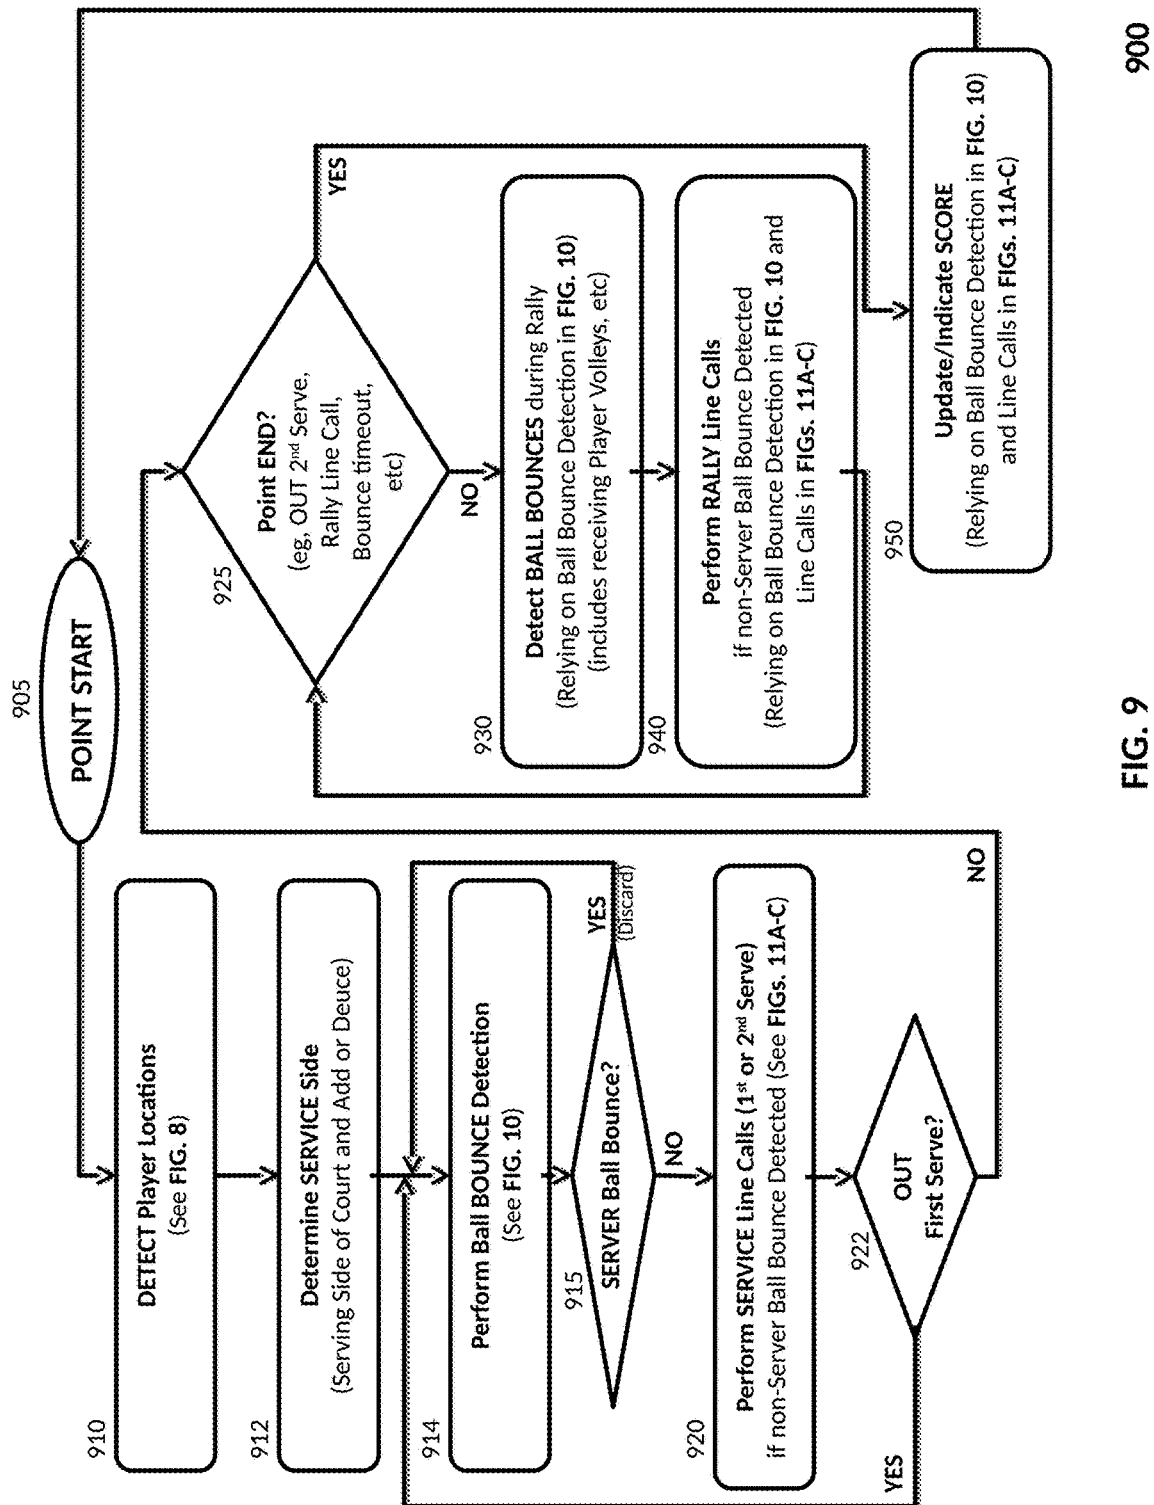 905
POINT START
910
DETECT Player Locations
(See FIG. 8)
912
Determine SERVICE Side
(Serving Side of Court and Add or Deuce)
914
Perform Ball BOUNCE Detection
(See FIG. 10)
915
SERVER Ball Bounce?
YES
(Discard)
NO
920
Perform SERVICE Line Calls (1st or 2nd Serve)
if non-Server Ball Bounce Detected (See FIGs. 11A-C)
922
OUT
First Serve?
YES
NO
925
Point END?
(eg, OUT 2nd Serve,
Rally Line Call,
Bounce timeout,
etc)
YES
NO
930
Detect BALL BOUNCES during Rally
(Relying on Ball Bounce Detection in FIG. 10)
(includes receiving Player Volleys, etc)
940
Perform RALLY Line Calls
if non-Server Ball Bounce Detected
(Relying on Ball Bounce Detection in FIG. 10 and
Line Calls in FIGs. 11A-C)
950
Update/Indicate SCORE
(Relying on Ball Bounce Detection in FIG. 10)
and Line Calls in FIGs. 11A-C)
FIG. 9
900